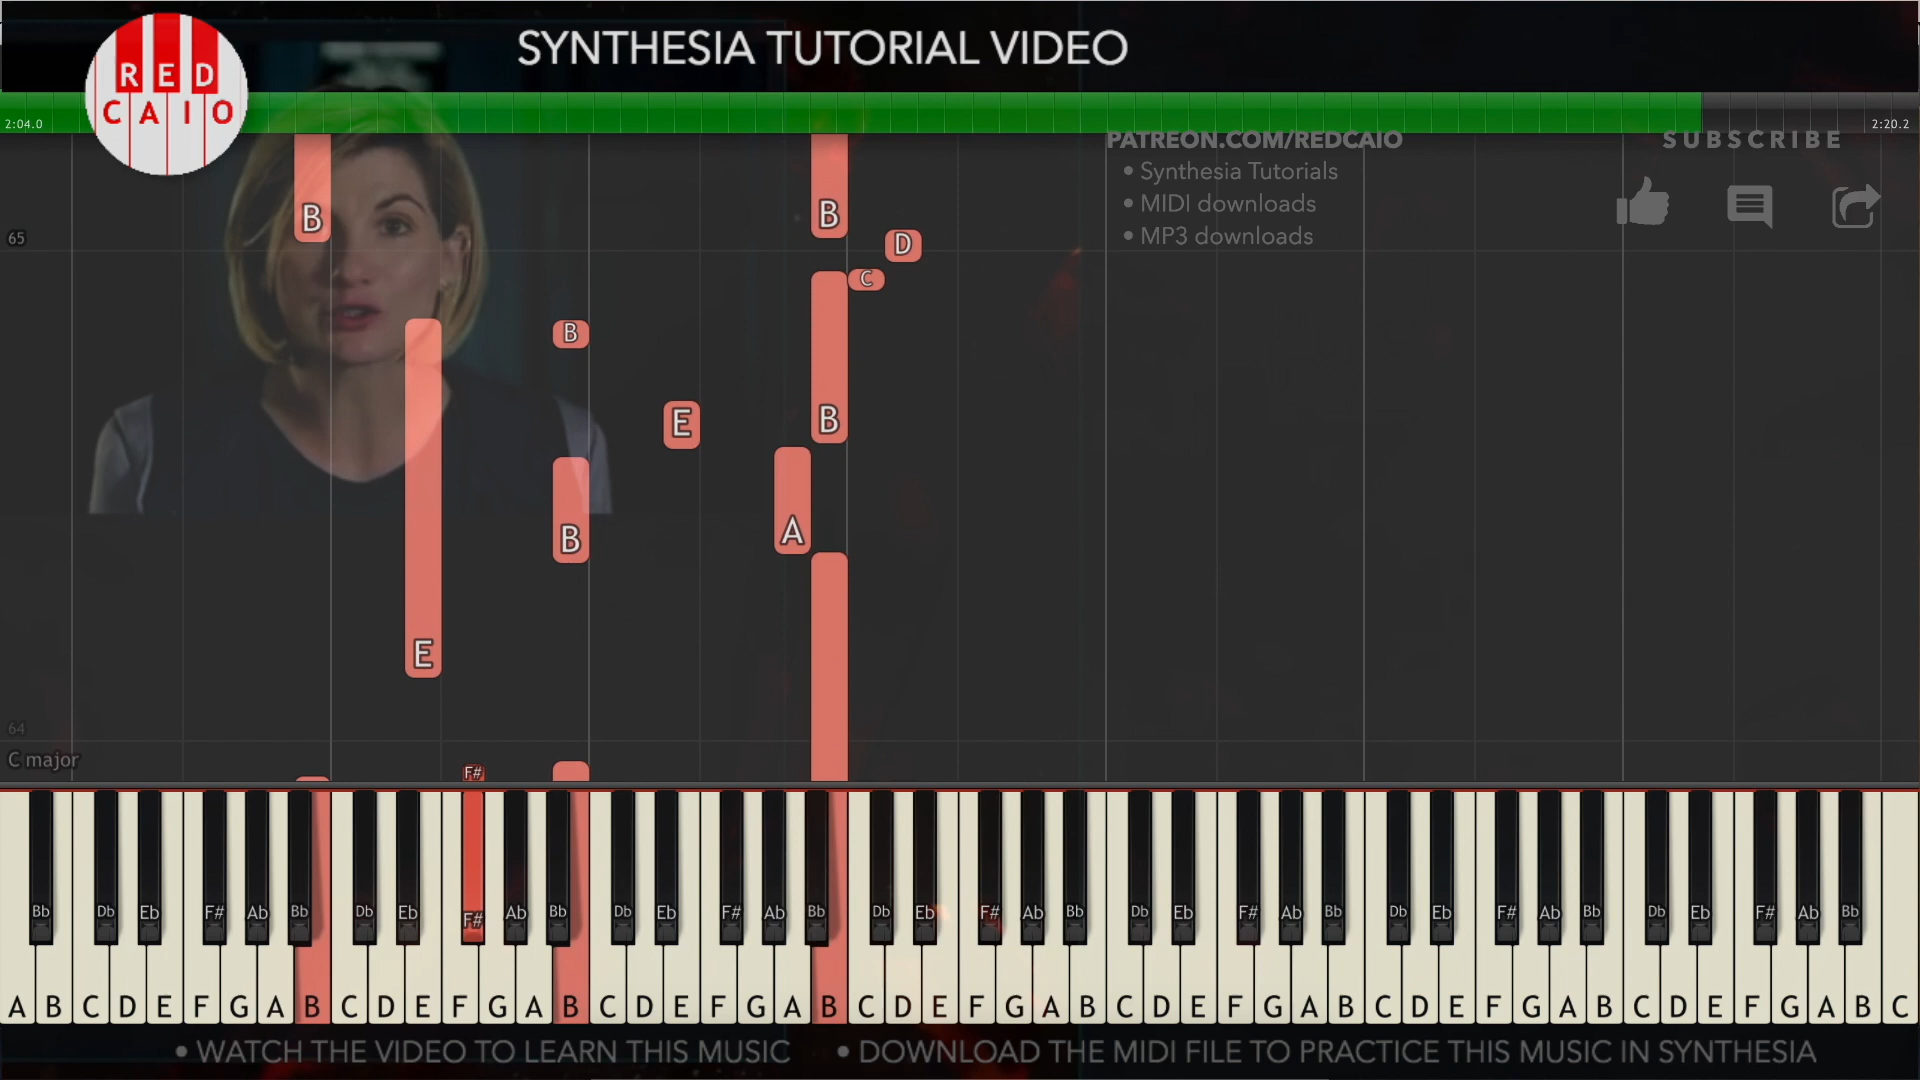 SYNTHESIA TUTORIAL VIDEO
RED
CAIO
2:04.0
2:20.2
PATREON.COM/REDCAIO
• Synthesia Tutorials
• MIDI downloads
• MP3 downloads
SUBSCRIBE
B
B
65
D
C
B
E
B
A
B
E
64
C major
F#
Bb Db Eb F# Ab Bb Db Eb F# Ab Bb Db Eb F# Ab Bb Db Eb F# Ab Bb Db Eb F# Ab Bb Db Eb F# Ab Bb Db Eb F# Ab Bb
A B C D E F G A B C D E F G A B C D E F G A B C D E F G A B C D E F G A B C D E F G A B C D E F G A B C
• WATCH THE VIDEO TO LEARN THIS MUSIC • DOWNLOAD THE MIDI FILE TO PRACTICE THIS MUSIC IN SYNTHESIA